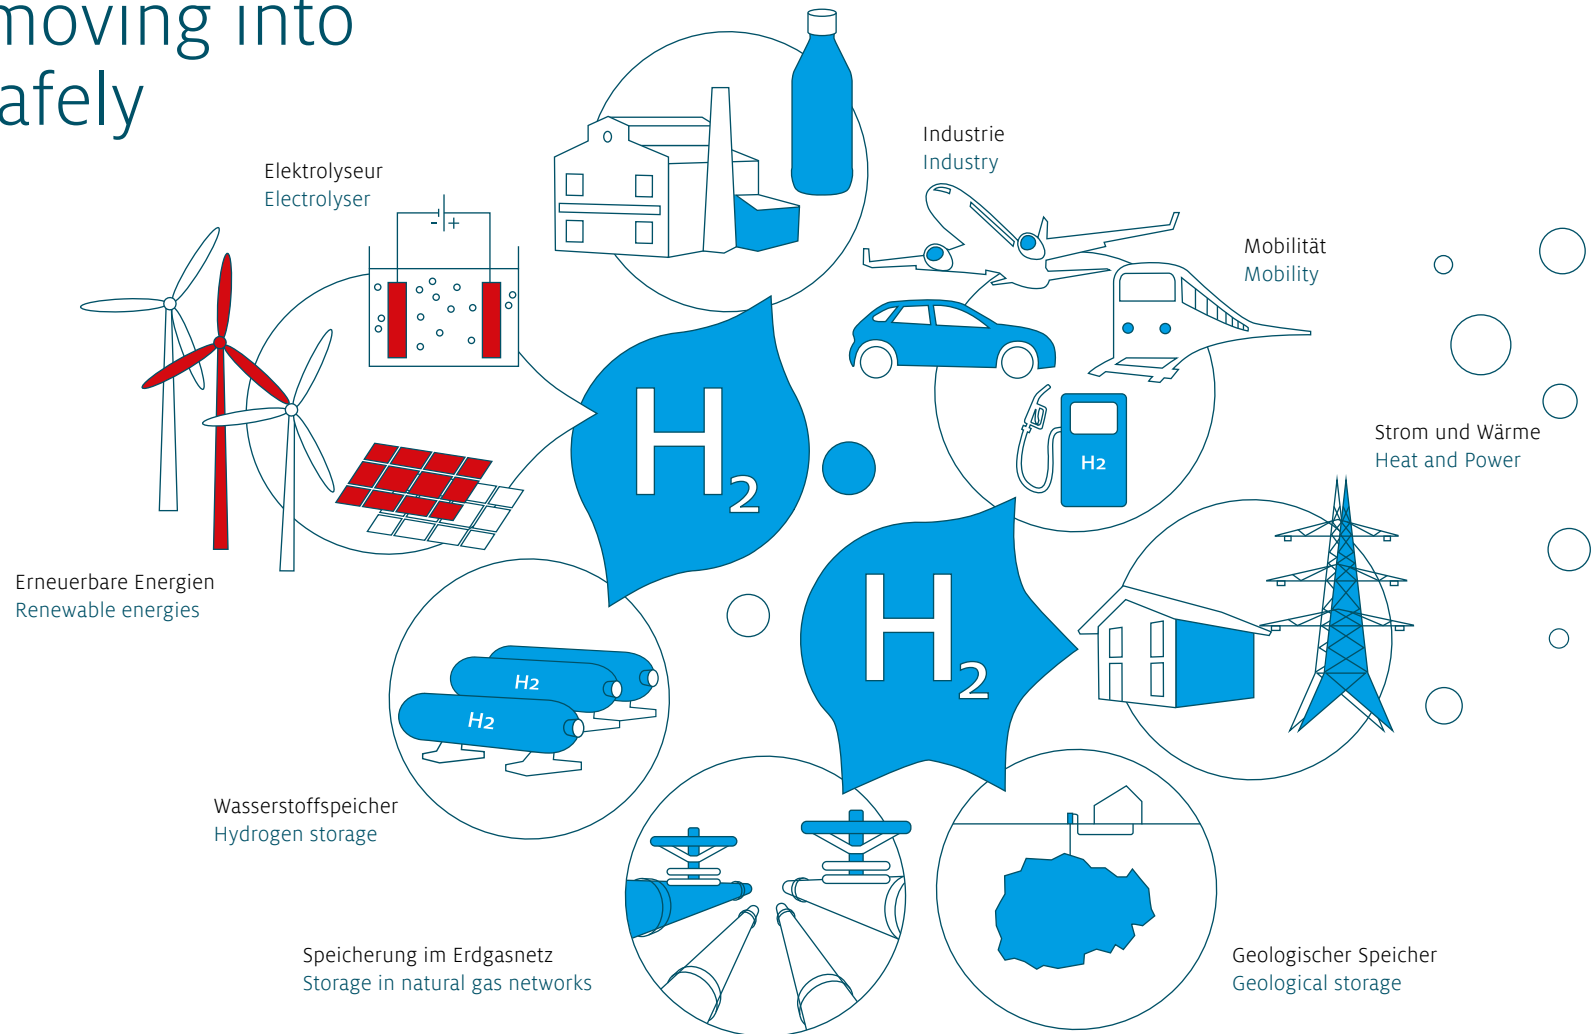 moving into
afely
Industrie
Industry
Elektrolyseur
Electrolyser
- +
Mobilität
Mobility
H2
H2
Strom und Wärme
Heat and Power
Erneuerbare Energien
Renewable energies
H2
H2
H2
Wasserstoffspeicher
Hydrogen storage
Speicherung im Erdgasnetz
Storage in natural gas networks
Geologischer Speicher
Geological storage